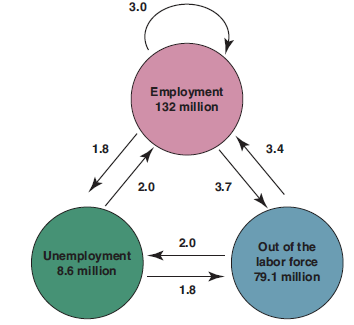 3.0
Employment
132 million
1.8
3.4
2.0
3.7
Unemployment
8.6 million
2.0
1.8
Out of the
labor force
79.1 million